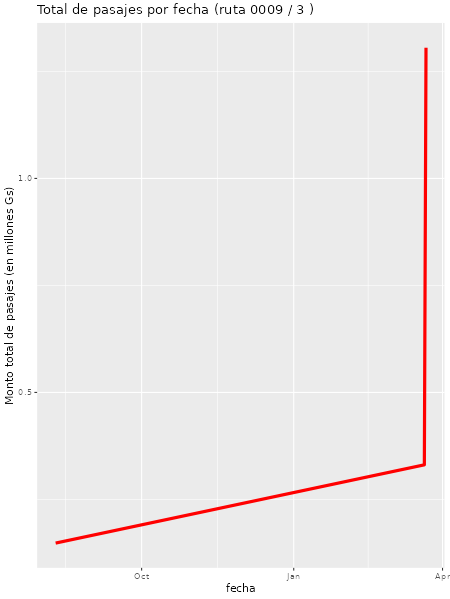 Total de pasajes por fecha (ruta 0009 / 3 )
Monto total de pasajes (en millones Gs)
1.0
0.5
Oct
Jan
Apr
fecha